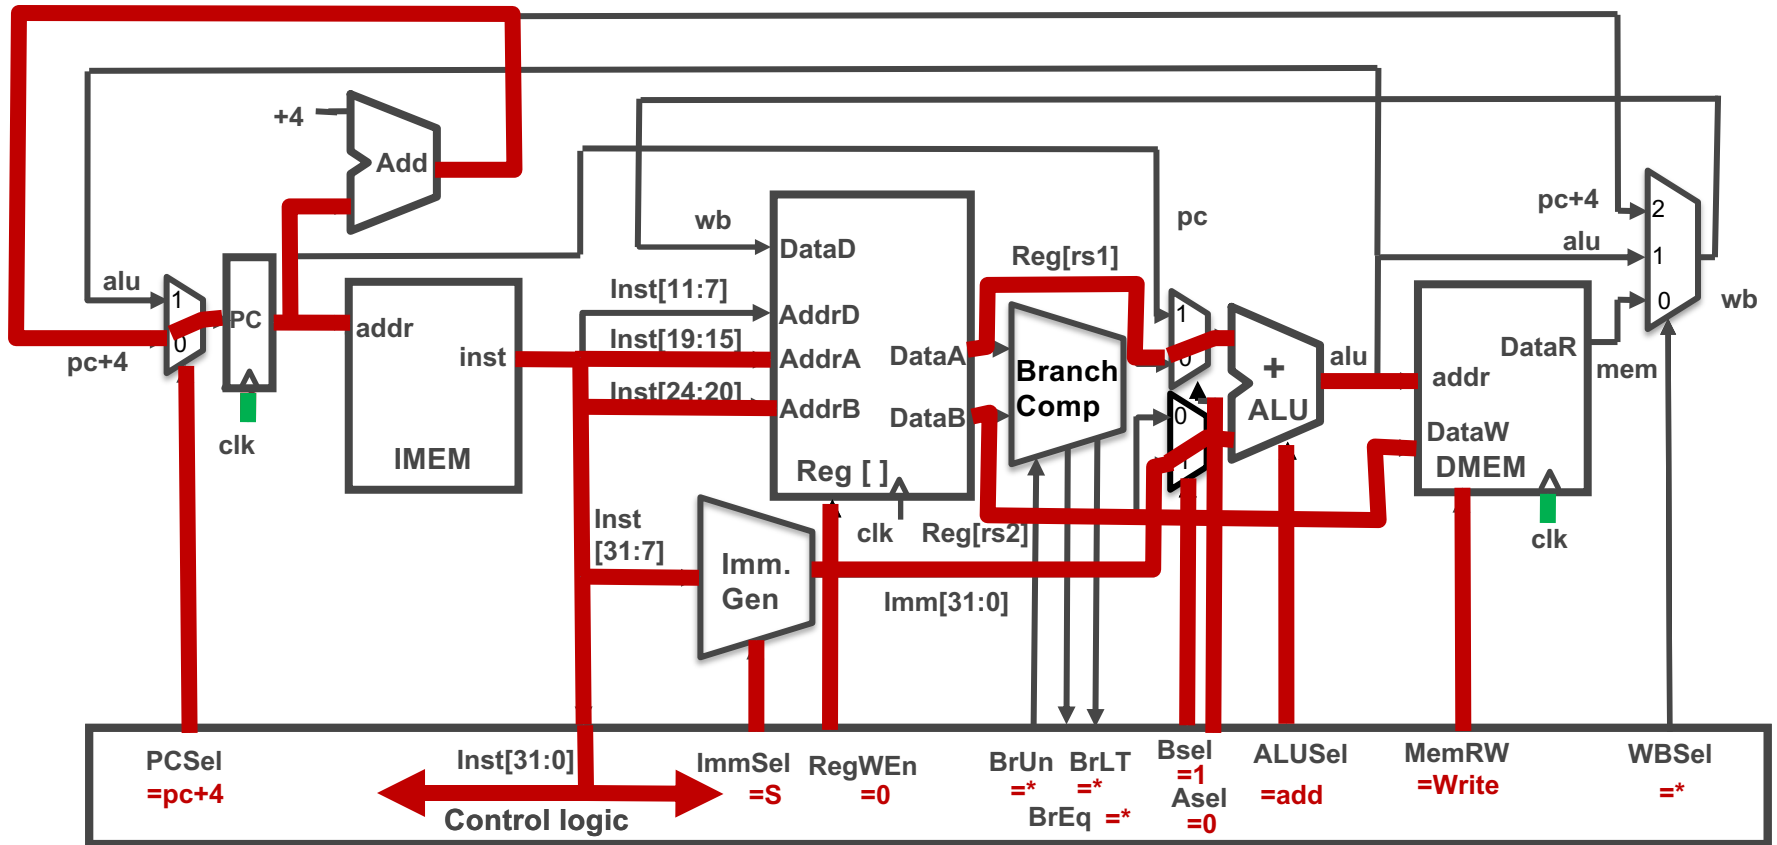 +4
Add
pc+4
2
alu
1
0
wb
alu
1
0
pc+4
PC
clk
addr
inst
IMEM
wb
DataD
Inst[11:7]
AddrD
Inst[19:15]
AddrA
Inst[24:20]
AddrB
DataA
DataB
Reg [ ]
clk
Reg[rs1]
Reg[rs2]
Branch
Comp
pc
1
0
0
1
+
ALU
alu
addr
DataW
DMEM
DataR
mem
clk
Inst
[31:7]
Imm.
Gen
Imm[31:0]
PCSel
=pc+4
Inst[31:0]
Control logic
ImmSel
=S
RegWEn
=0
BrUn
=*
BrLT
=*
BrEq =*
Bsel
=1
Asel
=0
ALUSel
=add
MemRW
=Write
WBSel
=*